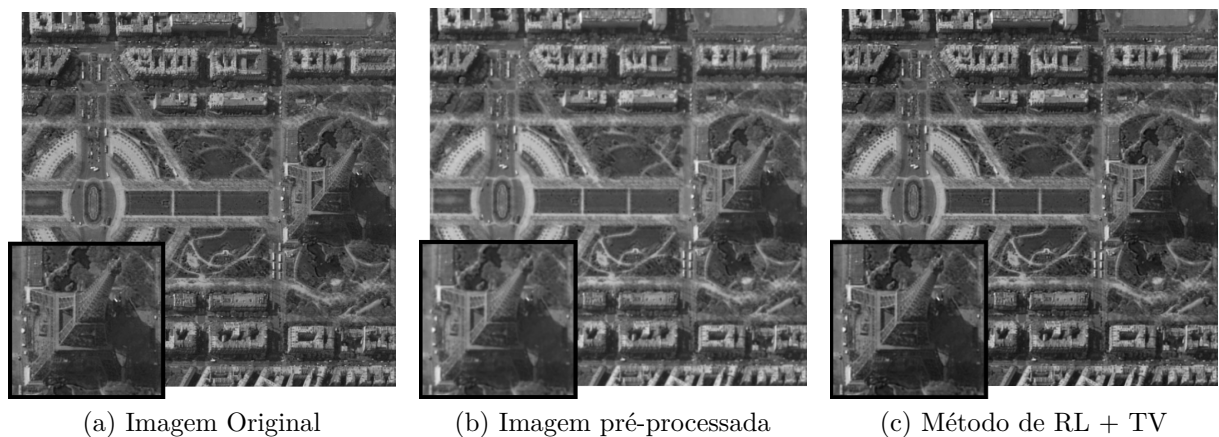 (a) Imagem Original
(b) Imagem pré-processada
(c) Método de RL + TV